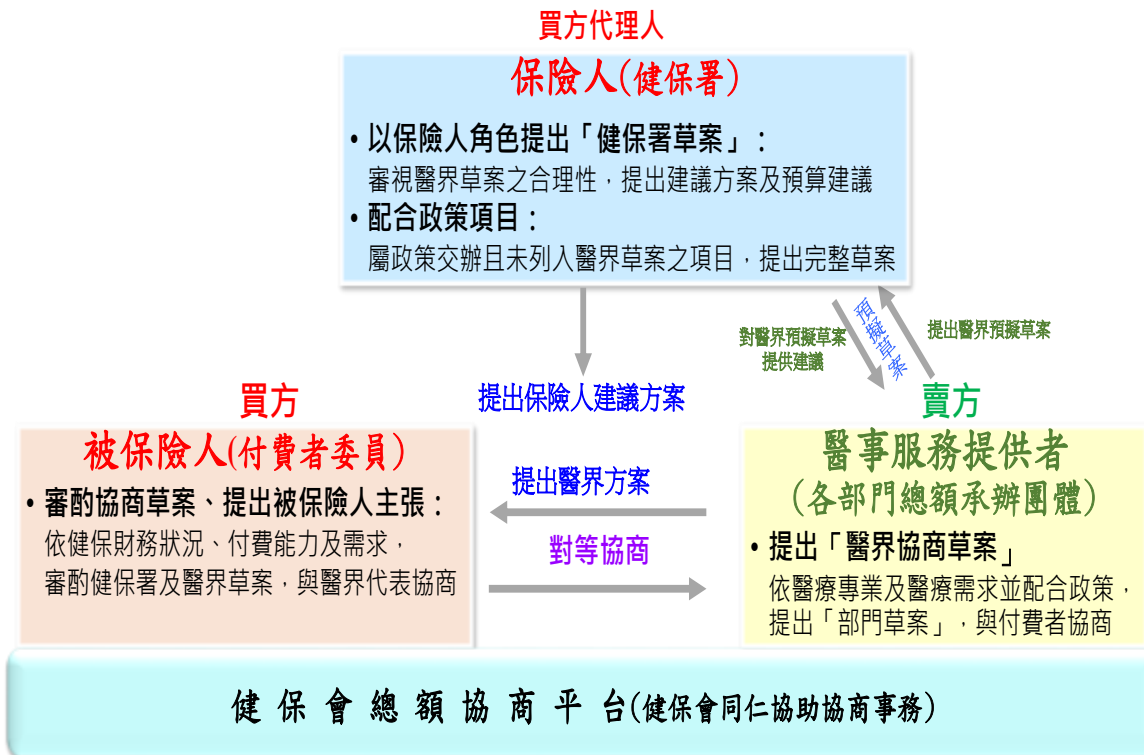 買方代理人
保險人(健保署)
• 以保險人角色提出「健保署草案」：
審視醫界草案之合理性，提出建議方案及預算建議
• 配合政策項目：
屬政策交辦且未列入醫界草案之項目，提出完整草案
對醫界預擬草案
提供建議
預擬草案
提出醫界預擬草案
提出保險人建議方案
買方
被保險人(付費者委員)
• 審酌協商草案、提出被保險人主張：
依健保財務狀況、付費能力及需求，
審酌健保署及醫界草案，與醫界代表協商
提出醫界方案
對等協商
賣方
醫事服務提供者
(各部門總額承辦團體)
• 提出「醫界協商草案」
依醫療專業及醫療需求並配合政策，
提出「部門草案」，與付費者協商
健保會總額協商平台(健保會同仁協助協商事務)